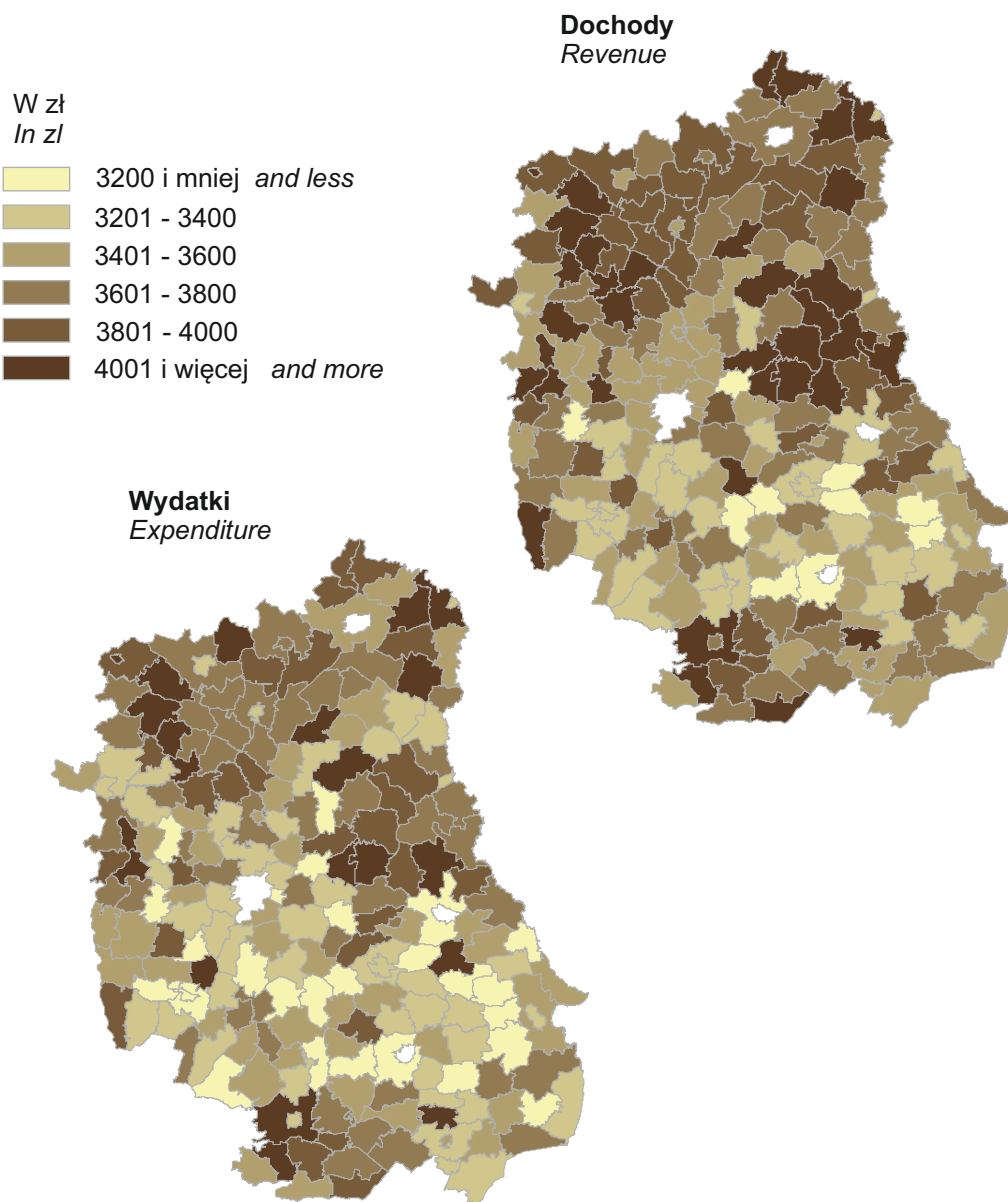 Dochody
Revenue
W zł
In zl
3200 i mniej and less
3201 - 3400
3401 - 3600
3601 - 3800
3801 - 4000
4001 i więcej and more
Wydatki
Expenditure